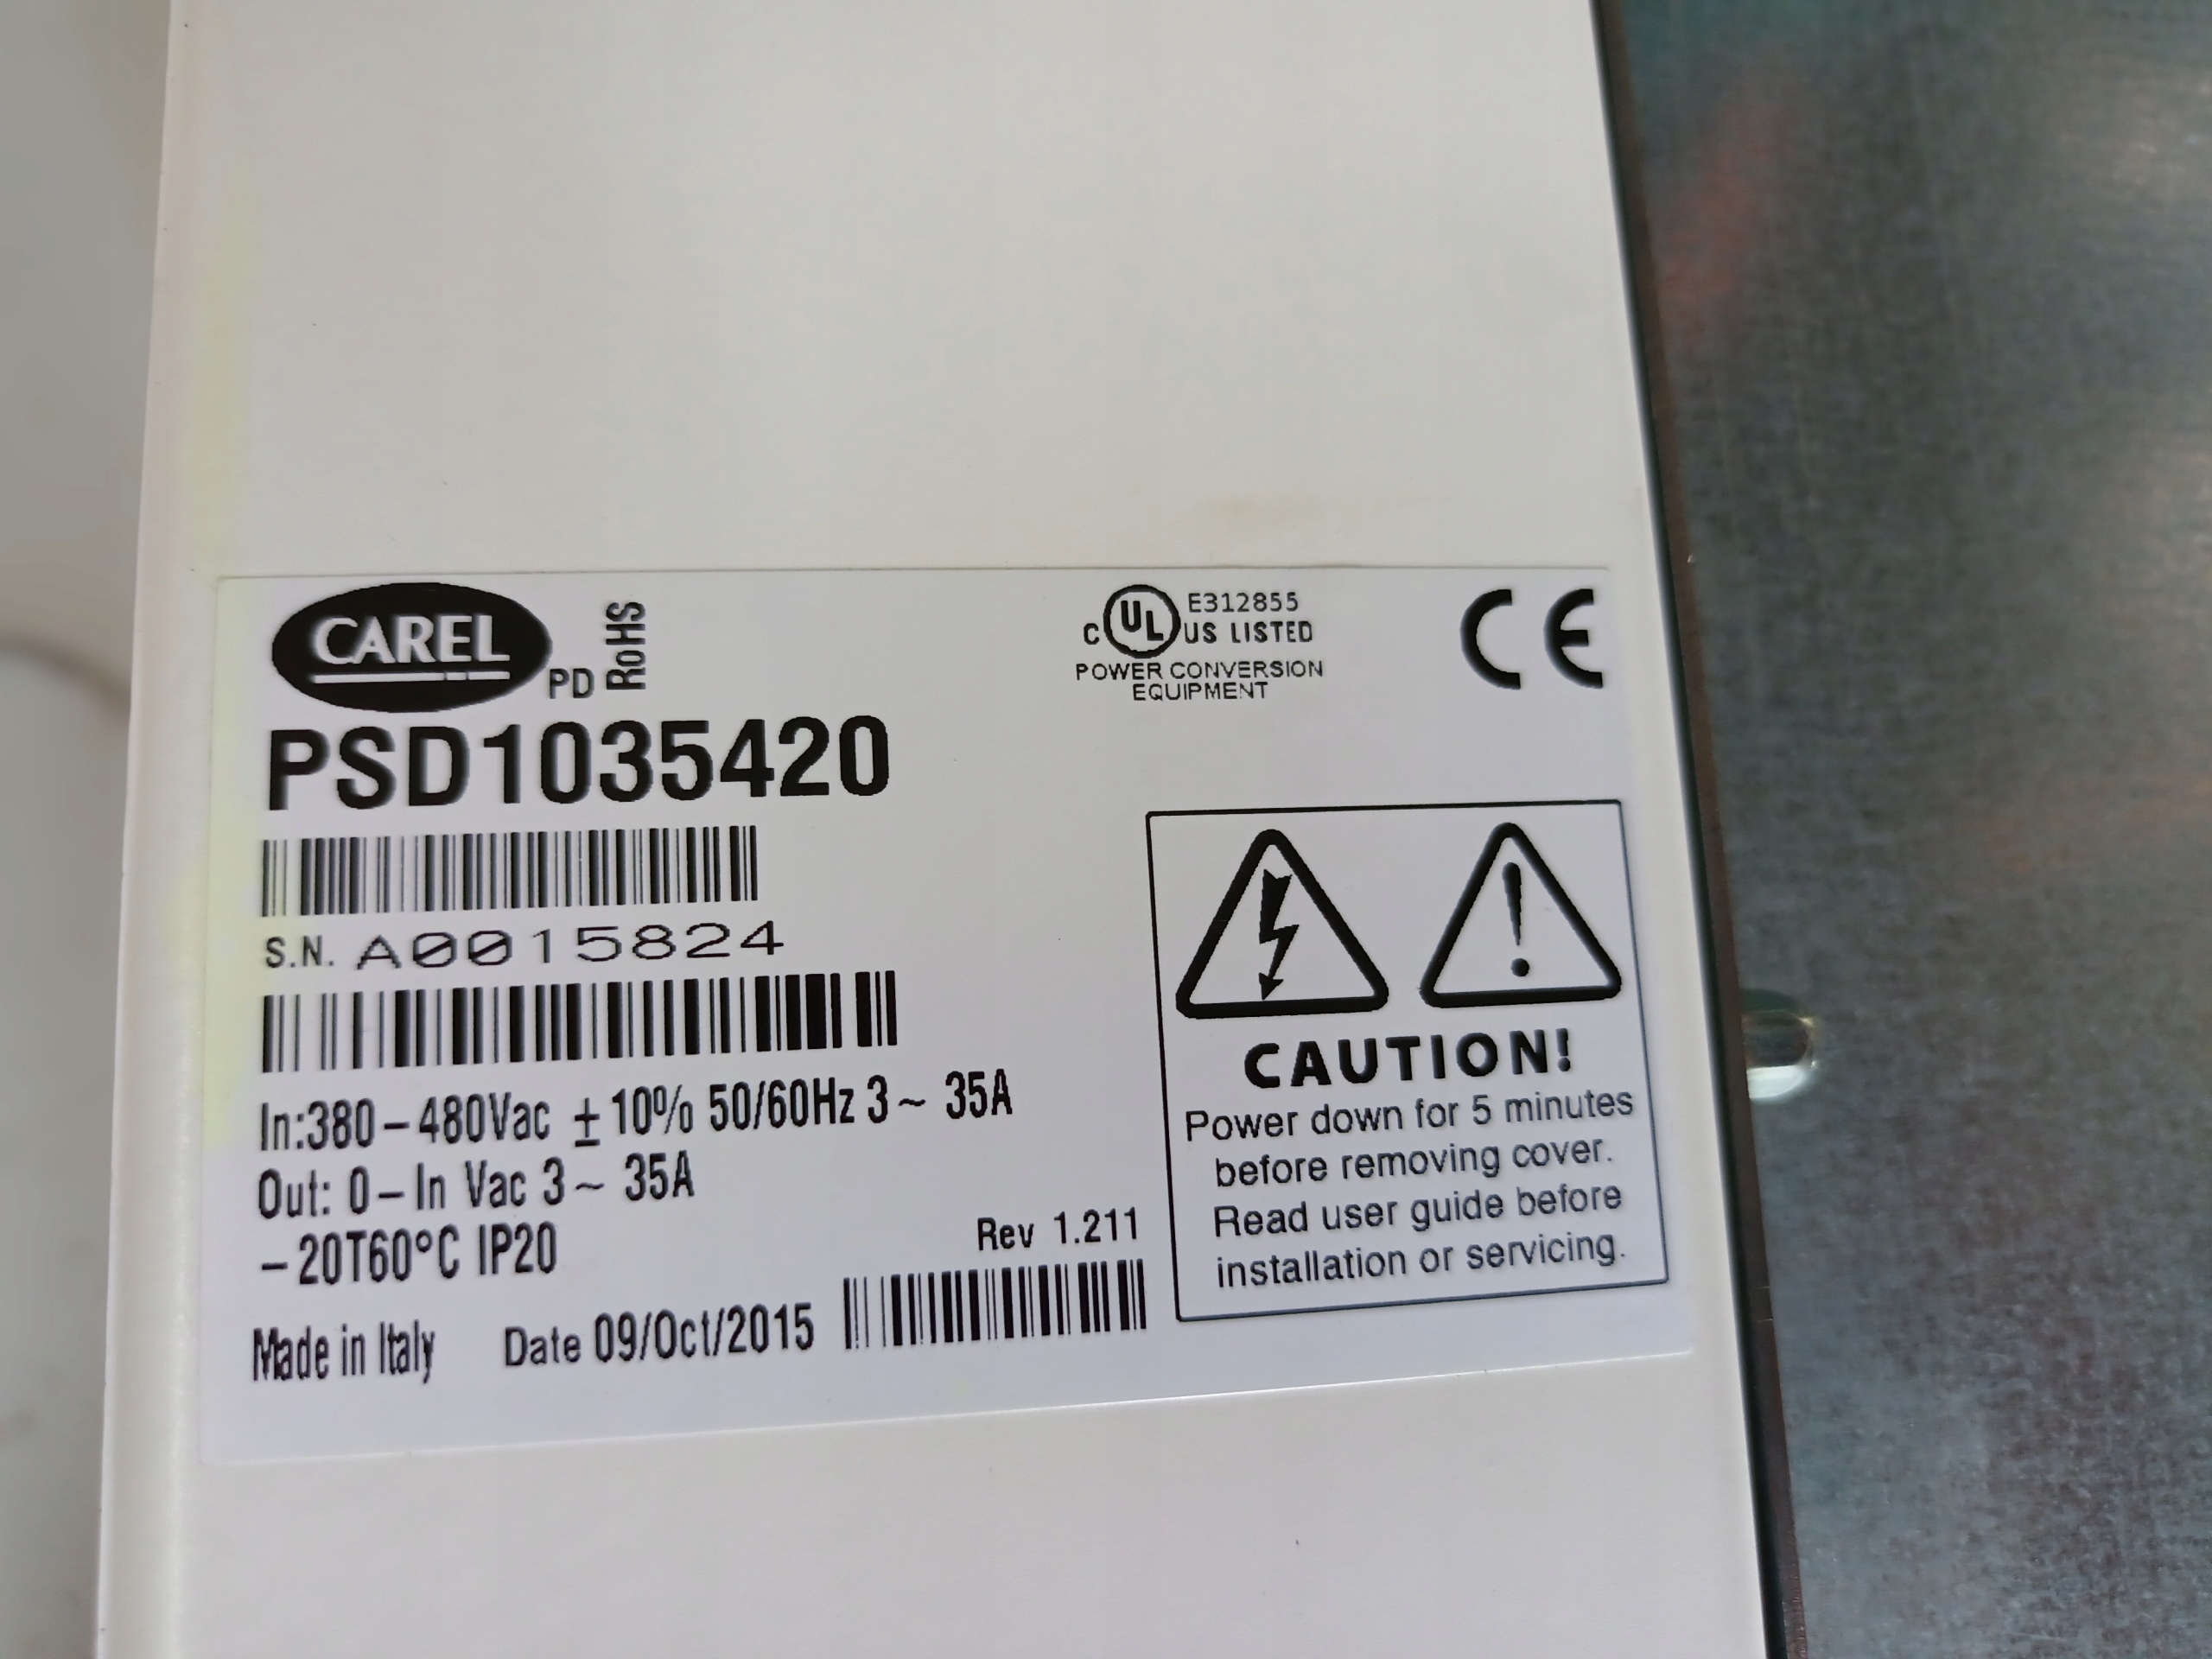 CAREL
PD
RoHS
C UL US LISTED
E312855
POWER CONVERSION
EQUIPMENT
CE
PSD1035420
S.N. A0015824
In:380-480Vac ±10% 50/60Hz 3~ 35A
Out: 0-In Vac 3~ 35A
-20T60°C IP20
Rev 1.211
Made in Italy
Date 09/Oct/2015
CAUTION!
Power down for 5 minutes
before removing cover.
Read user guide before
installation or servicing.